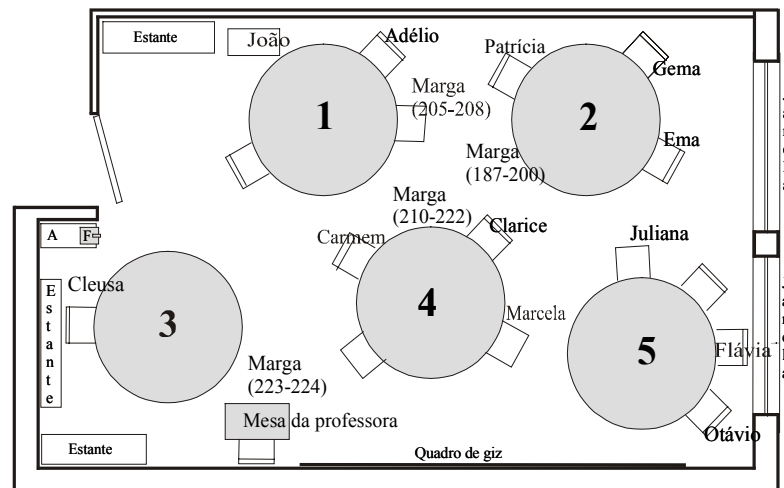 Estante
João
Adélio
Patrícia
Gema
Marga
(205-208)
1
2
Ema
Marga
(187-200)
Marga
(210-222)
Clarice
Carmem
Juliana
A
F
Cleusa
Estante
3
4
Marcela
5
Flávia
Marga
(223-224)
Mesa da professora
Otávio
Estante
Quadro de giz